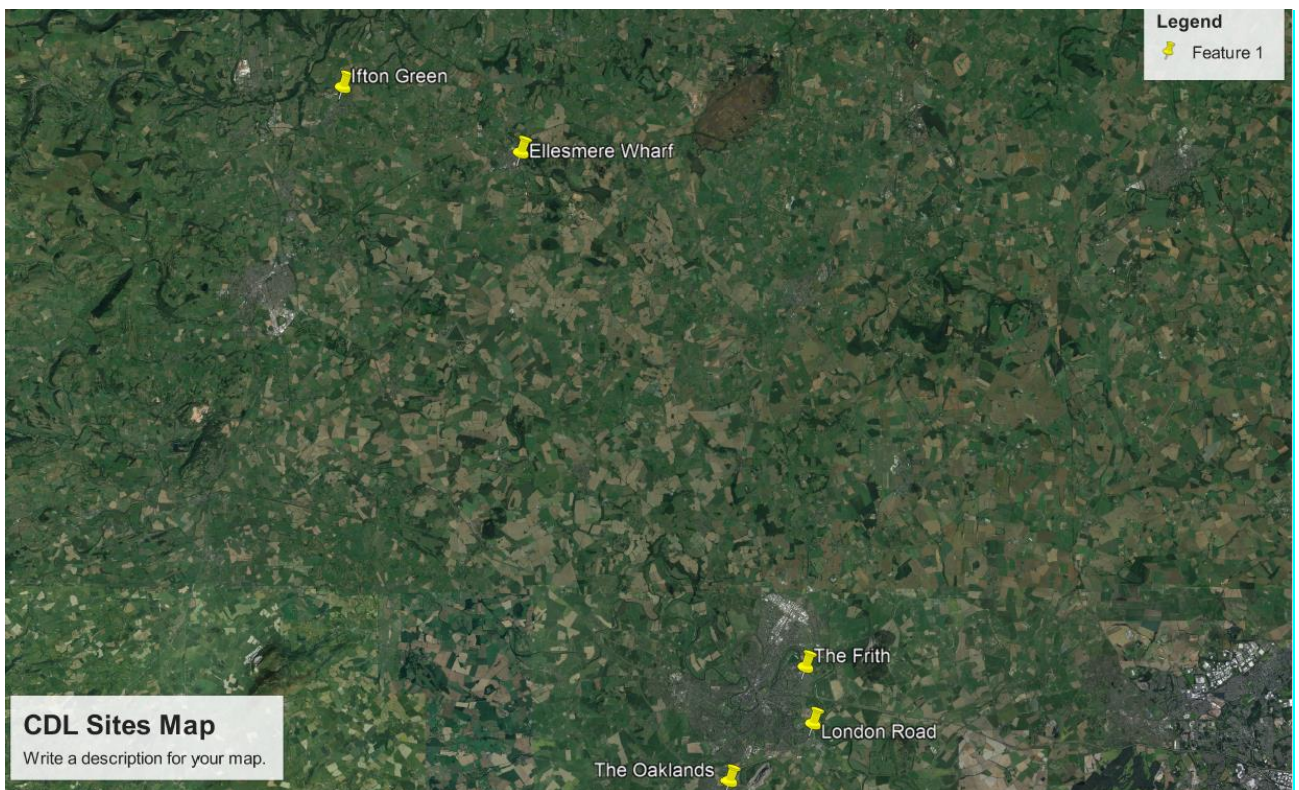 Legend
Feature 1
Ifton Green
Ellesmere Wharf
The Frith
London Road
The Oaklands
CDL Sites Map
Write a description for your map.